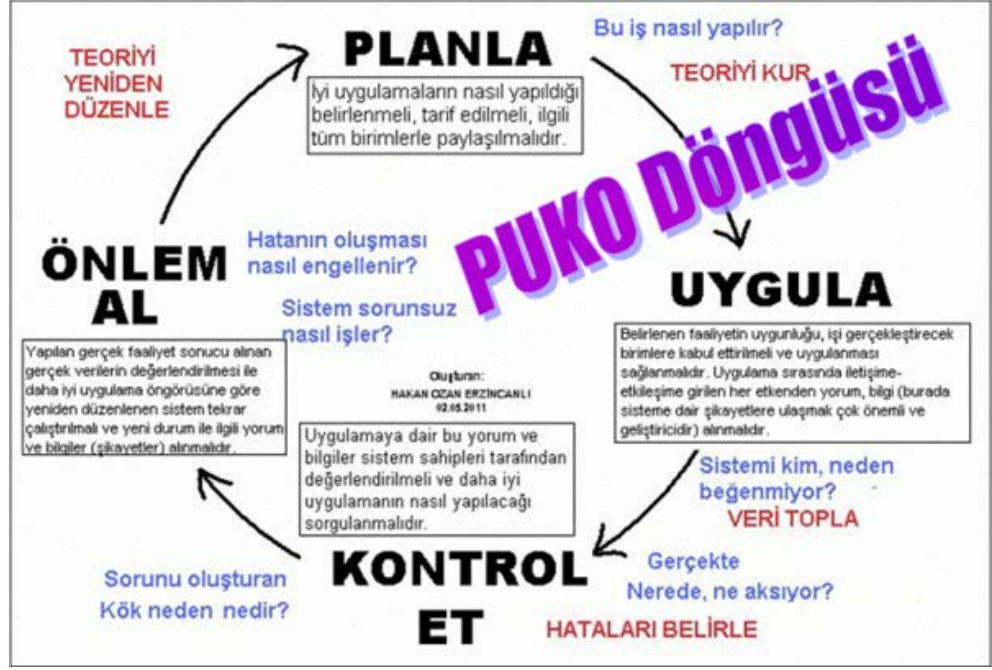 PLANLA
İyi uygulamaların nasıl yapıldığı
belirlenmeli, tarif edilmeli, ilgili
tüm birimlerle paylaşılmalıdır.
Bu iş nasıl yapılır?
TEORİYİ KUR
PUKO Döngüsü
UYGULA
Belirlenen faaliyetin uygunluğu, işi gerçekleştirecek
birimlere kabul ettirilmeli ve uygulanması
sağlanmalıdır. Uygulama sırasında iletişime-
etkileşime girilen her etkenden yorum, bilgi (burada
sisteme dair şikayetlere ulaşmak çok önemli ve
geliştiricidir) alınmalıdır.
Sistemi kim, neden
beğenmiyor?
VERİ TOPLA
Gerçekte
Nerede, ne aksıyor?
HATALARI BELİRLE
KONTROL
ET
Uygulamaya dair bu yorum ve
bilgiler sistem sahipleri tarafından
değerlendirilmeli ve daha iyi
uygulamanın nasıl yapılacağı
sorgulanmalıdır.
Oluşturan:
HAKAN OZAN ERZİNCANLI
02.05.2011
Sorunu oluşturan
Kök neden nedir?
ÖNLEM
AL
Yapılan gerçek faaliyet sonucu alınan
gerçek verilerin değerlendirilmesi ile
daha iyi uygulama öngörüsüne göre
yeniden düzenlenen sistem tekrar
çalıştırılmalı ve yeni durum ile ilgili yorum
ve bilgiler (şikayetler) alınmalıdır.
Hatanın oluşması
nasıl engellenir?
Sistem sorunsuz
nasıl işler?
TEORİYİ
YENİDEN
DÜZENLE